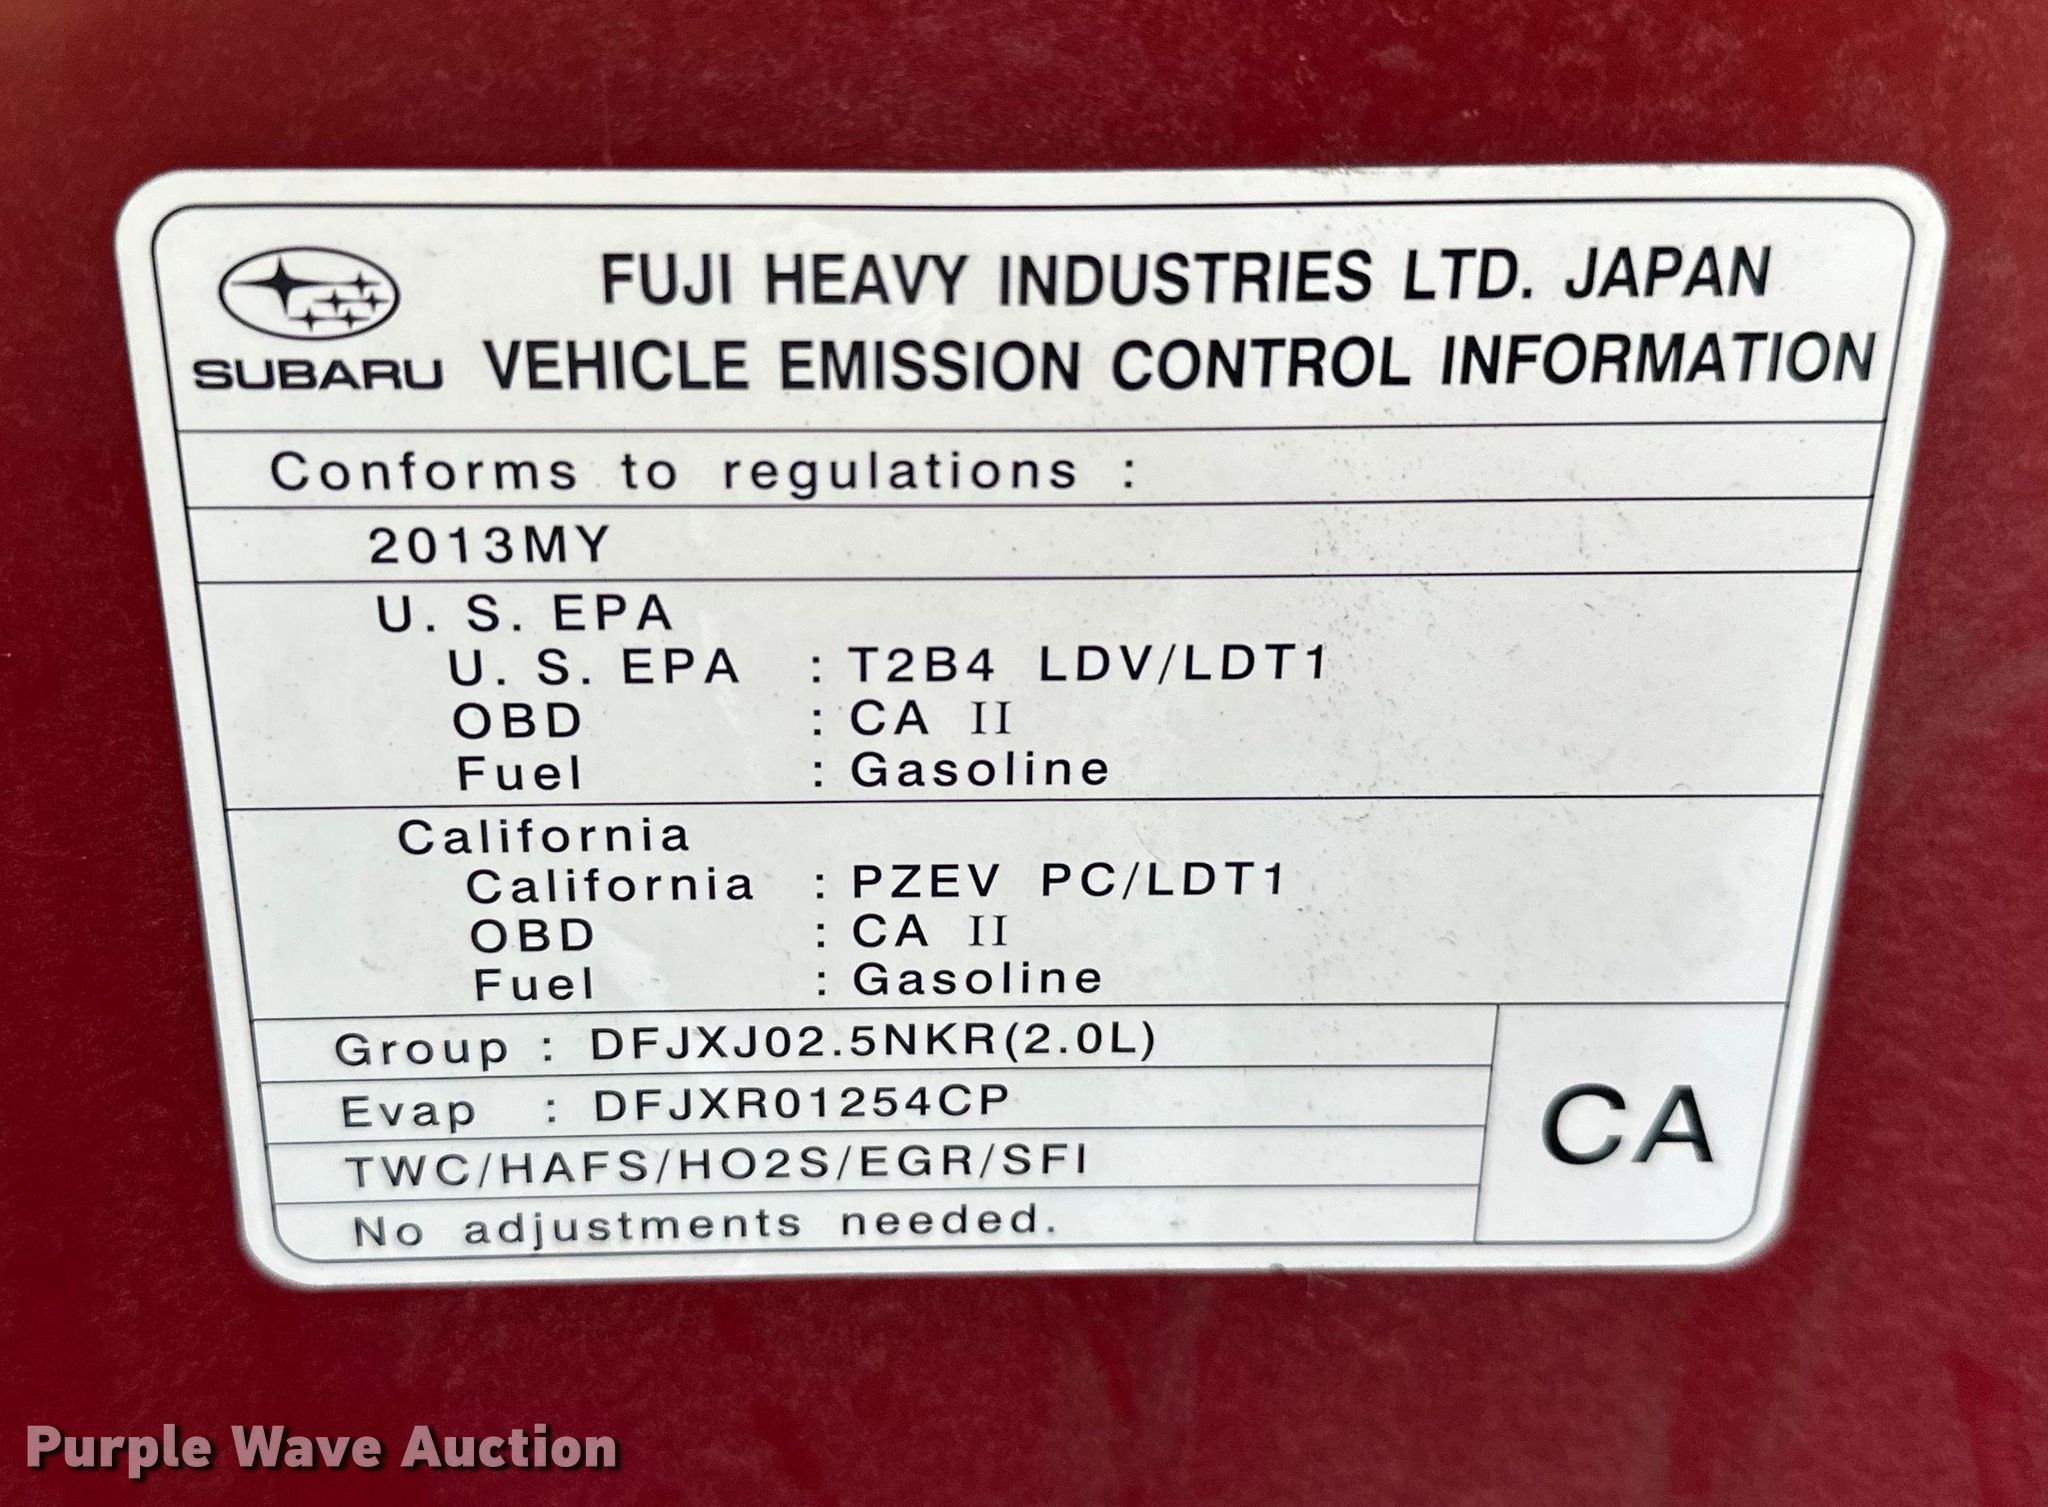 FUJI HEAVY INDUSTRIES LTD. JAPAN
SUBARU VEHICLE EMISSION CONTROL INFORMATION
Conforms to regulations :
2013MY
U. S. EPA
U. S. EPA : T2B4 LDV/LDT1
OBD : CA II
Fuel : Gasoline
California
California : PZEV PC/LDT1
OBD : CA II
Fuel : Gasoline
Group : DFJXJ02.5NKR(2.0L)
Evap : DFJXR01254CP
TWC/HAFS/HO2S/EGR/SFI
No adjustments needed.
CA
Purple Wave Auction